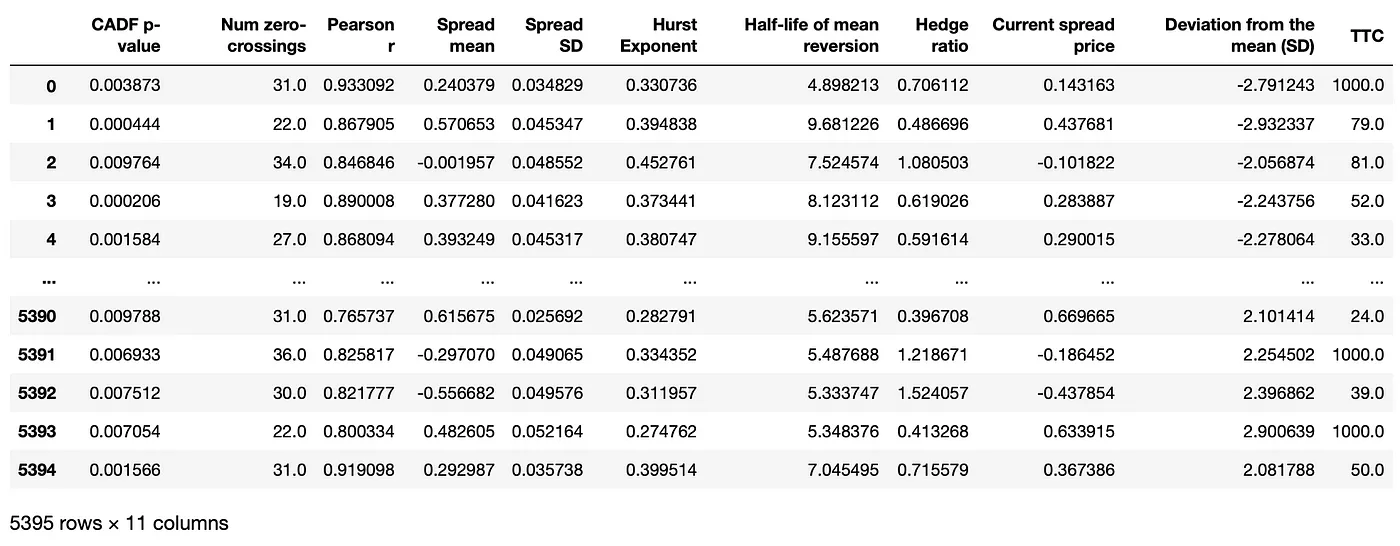 CADF p-value Num zero-crossings Pearson r Spread mean Spread SD Hurst Exponent Half-life of mean reversion Hedge ratio Current spread price Deviation from the mean (SD) TTC
0 0.003873 31.0 0.933092 0.240379 0.034829 0.330736 4.898213 0.706112 0.143163 -2.791243 1000.0
1 0.000444 22.0 0.867905 0.570653 0.045347 0.394838 9.681226 0.486696 0.437681 -2.932337 79.0
2 0.009764 34.0 0.846846 -0.001957 0.048552 0.452761 7.524574 1.080503 -0.101822 -2.056874 81.0
3 0.000206 19.0 0.890008 0.377280 0.041623 0.373441 8.123112 0.619026 0.283887 -2.243756 52.0
4 0.001584 27.0 0.868094 0.393249 0.045317 0.380747 9.155597 0.591614 0.290015 -2.278064 33.0
... ... ... ... ... ... ... ... ... ... ... ...
5390 0.009788 31.0 0.765737 0.615675 0.025692 0.282791 5.623571 0.396708 0.669665 2.101414 24.0
5391 0.006933 36.0 0.825817 -0.297070 0.049065 0.334352 5.487688 1.218671 -0.186452 2.254502 1000.0
5392 0.007512 30.0 0.821777 -0.556682 0.049576 0.311957 5.333747 1.524057 -0.437854 2.396862 39.0
5393 0.007054 22.0 0.800334 0.482605 0.052164 0.274762 5.348376 0.413268 0.633915 2.900639 1000.0
5394 0.001566 31.0 0.919098 0.292987 0.035738 0.399514 7.045495 0.715579 0.367386 2.081788 50.0
5395 rows × 11 columns